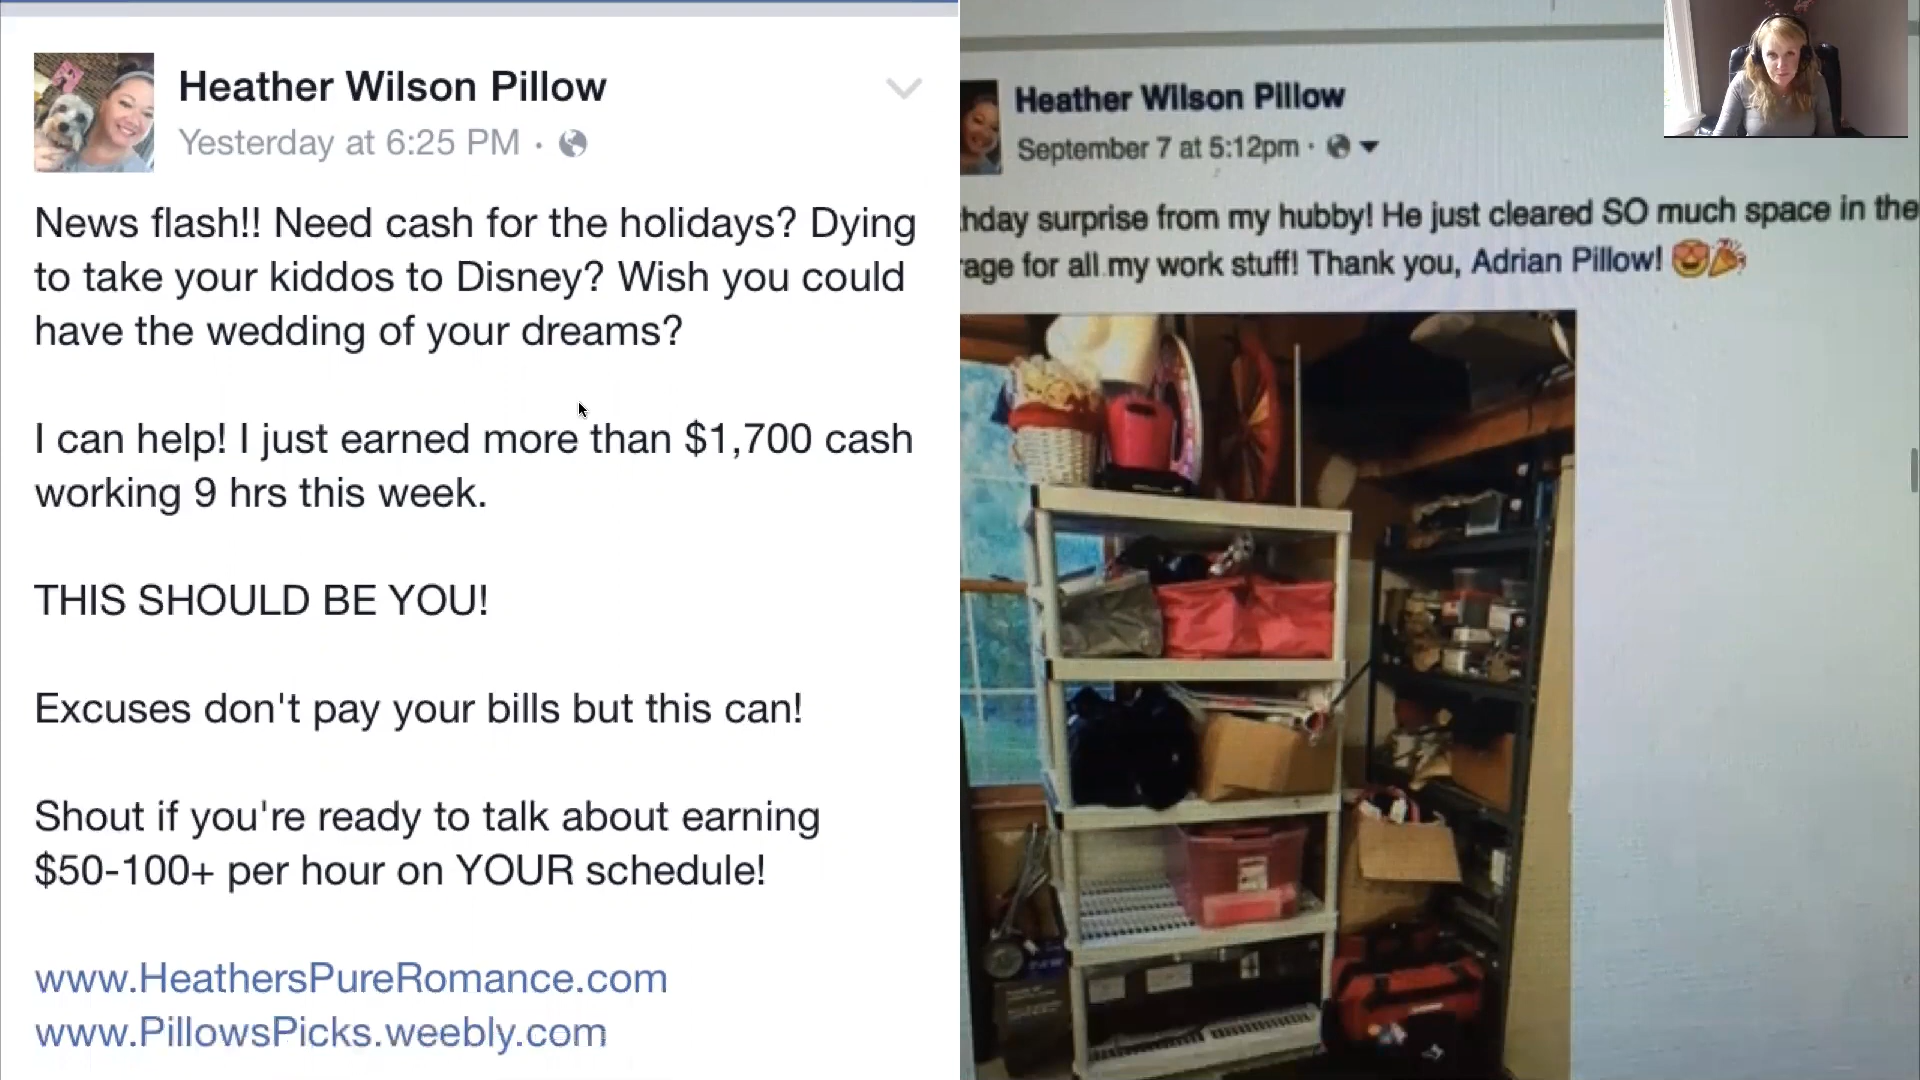 Heather Wilson Pillow
Yesterday at 6:25 PM ·
News flash!! Need cash for the holidays? Dying
to take your kiddos to Disney? Wish you could
have the wedding of your dreams?
I can help! I just earned more than $1,700 cash
working 9 hrs this week.
THIS SHOULD BE YOU!
Excuses don't pay your bills but this can!
Shout if you're ready to talk about earning
$50-100+ per hour on YOUR schedule!
www.HeathersPureRomance.com
www.PillowsPicks.weebly.com
Heather Wilson Pillow
September 7 at 5:12pm ·
hday surprise from my hubby! He just cleared SO much space in the
rage for all my work stuff! Thank you, Adrian Pillow! 😍🎉